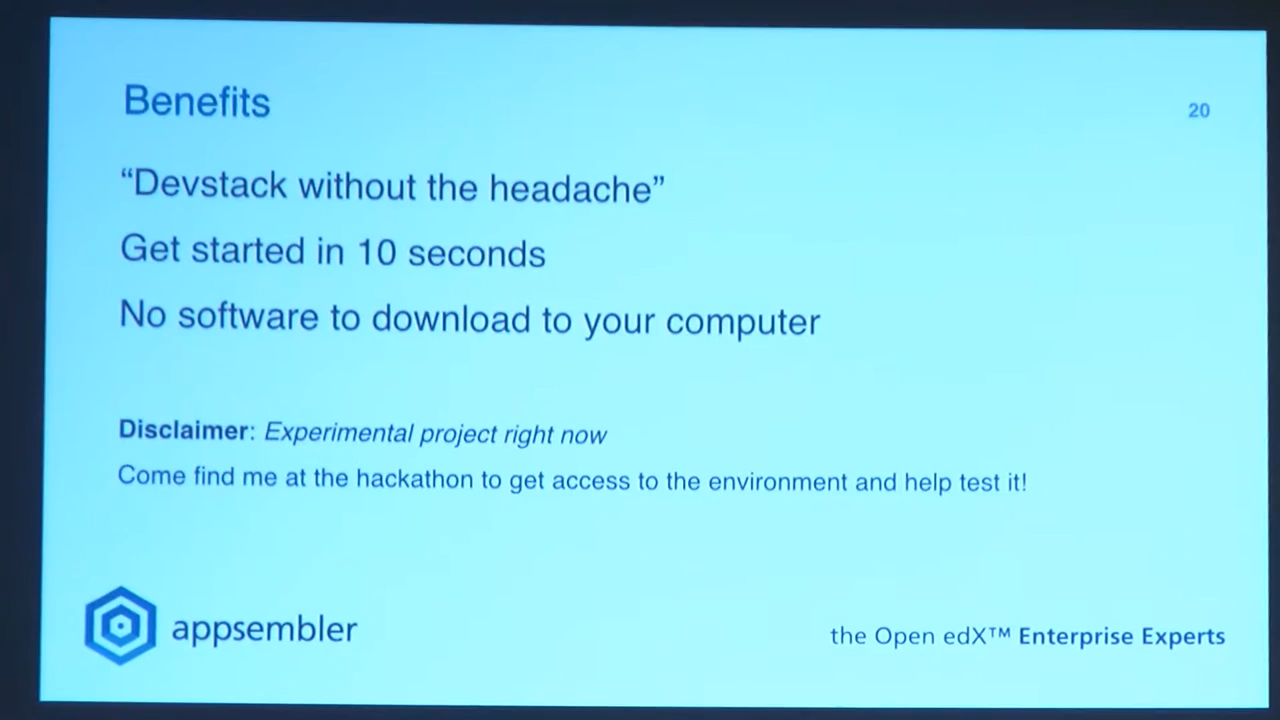 Benefits
20
“Devstack without the headache”
Get started in 10 seconds
No software to download to your computer
Disclaimer: Experimental project right now
Come find me at the hackathon to get access to the environment and help test it!
appsembler
the Open edX™ Enterprise Experts